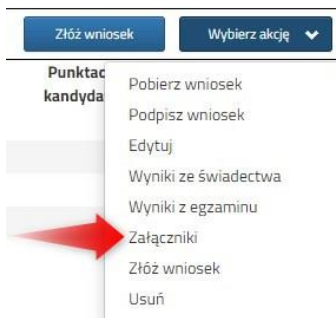 Złóż wniosek
Wybierz akcję
Punktac
kandyda
Pobierz wniosek
Podpisz wniosek
Edytuj
Wyniki ze świadectwa
Wyniki z egzaminu
Załączniki
Złóż wniosek
Usuń